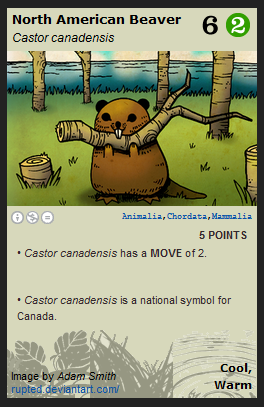 North American Beaver
Castor canadensis
6 2
Animalia, Chordata, Mammalia
5 POINTS
• Castor canadensis has a MOVE of 2.
• Castor canadensis is a national symbol for
Canada.
Image by Adam Smith
rupted.deviantart.com/
Cool,
Warm